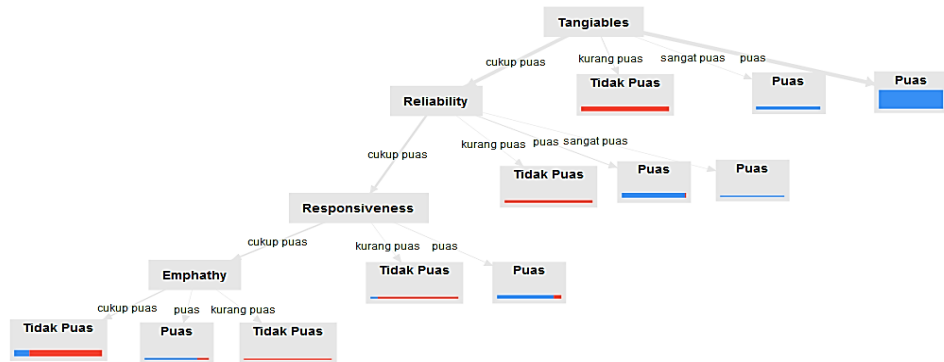 Tangiables
cukup puas
kurang puas
sangat puas
puas
Reliability
Tidak Puas
Puas
Puas
cukup puas
kurang puas
puas
sangat puas
Responsiveness
Tidak Puas
Puas
Puas
cukup puas
kurang puas
puas
Emphathy
Tidak Puas
Puas
cukup puas
puas
kurang puas
Tidak Puas
Puas
Tidak Puas